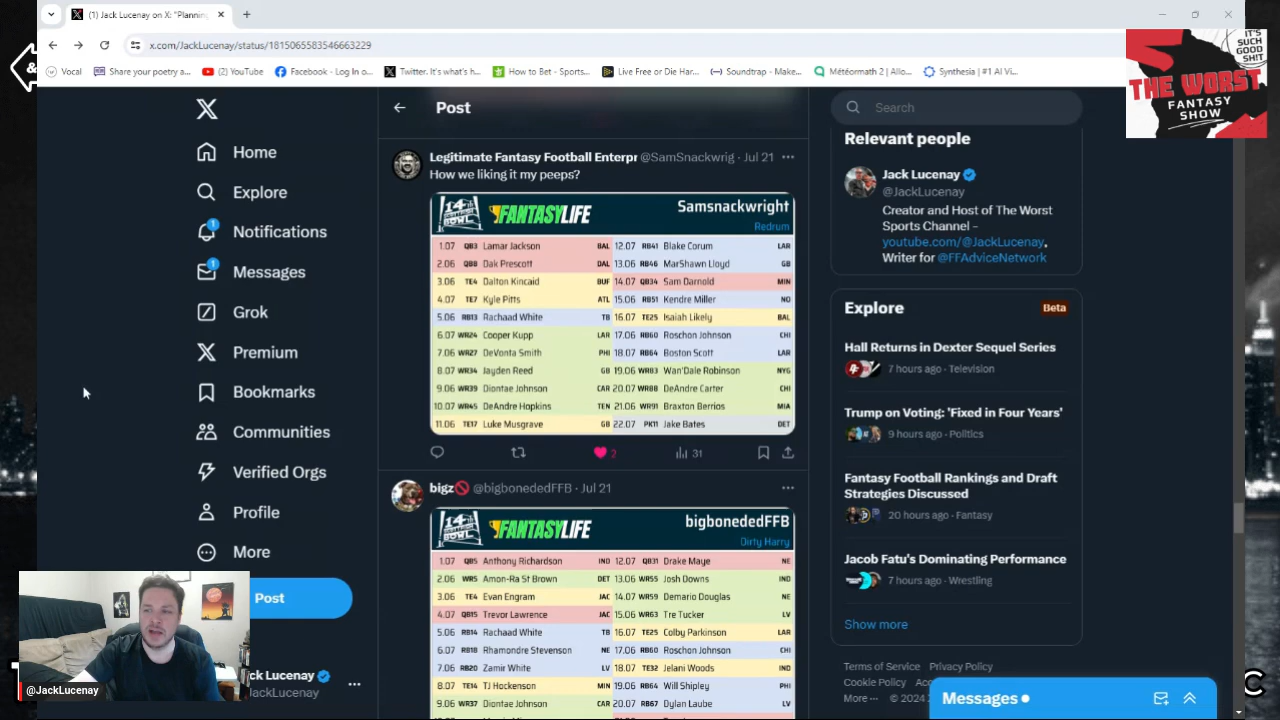 (1) Jack Lucenay on X: "Plannin
x.com/JackLucenay/status/1815065583546663229
Vocal
Share your poetry a...
(2) YouTube
Facebook - Log In o...
Twitter. It's what's h...
How to Bet - Sports...
Live Free or Die Har...
Soundtrap - Make...
Météormath 2 | Allo...
Synthesia | #1 AI Vi...
IT'S SUCH GOOD SH!T!
THE WORST
FANTASY
SHOW
Home
Explore
Notifications
Messages
Grok
Premium
Bookmarks
Communities
Verified Orgs
Profile
More
Post
ck Lucenay
ckLucenay
@JackLucenay
Post
Legitimate Fantasy Football Enterpr @SamSnackwrig · Jul 21
How we liking it my peeps?
14th FANTASYLIFE Samsnackwright
BOWL Redrum
1.07 QB3 Lamar Jackson BAL 12.07 RB41 Blake Corum LAR
2.06 QB8 Dak Prescott DAL 13.06 RB46 MarShawn Lloyd GB
3.06 TE4 Dalton Kincaid BUF 14.07 QB34 Sam Darnold MIN
4.07 TE7 Kyle Pitts ATL 15.06 RB51 Kendre Miller NO
5.06 RB13 Rachaad White TB 16.07 TE25 Isaiah Likely BAL
6.07 WR24 Cooper Kupp LAR 17.06 RB60 Roschon Johnson CHI
7.06 WR27 DeVonta Smith PHI 18.07 RB64 Boston Scott LAR
8.07 WR34 Jayden Reed GB 19.06 WR83 Wan'Dale Robinson NYG
9.06 WR39 Diontae Johnson CAR 20.07 WR88 DeAndre Carter CHI
10.07 WR45 DeAndre Hopkins TEN 21.06 WR91 Braxton Berrios MIA
11.06 TE17 Luke Musgrave GB 22.07 PK11 Jake Bates DET
2
31
bigz @bigbonededFFB · Jul 21
14th FANTASYLIFE bigbonededFFB
BOWL Dirty Harry
1.07 QB5 Anthony Richardson IND 12.07 QB31 Drake Maye NE
2.06 WR5 Amon-Ra St Brown DET 13.06 WR55 Josh Downs IND
3.06 TE4 Evan Engram JAC 14.07 WR59 Demario Douglas NE
4.07 QB15 Trevor Lawrence JAC 15.06 WR63 Tre Tucker LV
5.06 RB14 Rachaad White TB 16.07 TE25 Colby Parkinson LAR
6.07 RB18 Rhamondre Stevenson NE 17.06 RB60 Roschon Johnson CHI
7.06 RB20 Zamir White LV 18.07 TE32 Jelani Woods IND
8.07 TE14 TJ Hockenson MIN 19.06 RB64 Will Shipley PHI
9.06 WR37 Diontae Johnson CAR 20.07 RB67 Dylan Laube LV
Search
Relevant people
Jack Lucenay
@JackLucenay
Creator and Host of The Worst
Sports Channel -
youtube.com/@JackLucenay,
Writer for @FFAdviceNetwork
Explore
Beta
Hall Returns in Dexter Sequel Series
7 hours ago · Television
Trump on Voting: 'Fixed in Four Years'
9 hours ago · Politics
Fantasy Football Rankings and Draft
Strategies Discussed
20 hours ago · Fantasy
Jacob Fatu's Dominating Performance
7 hours ago · Wrestling
Show more
Terms of Service Privacy Policy
Cookie Policy Acc
More ··· © 2024
Messages